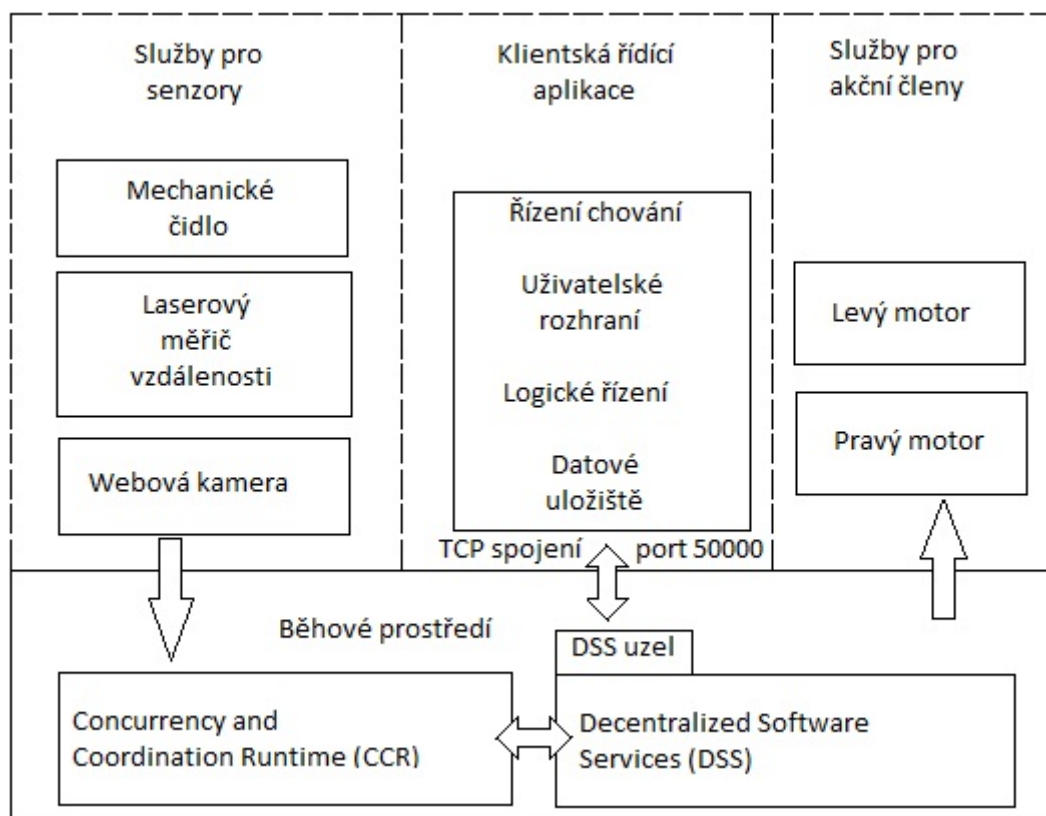 Služby pro
senzory
Mechanické
čidlo
Laserový
měřič
vzdálenosti
Webová kamera
Klientská řídící
aplikace
Řízení chování
Uživatelské
rozhraní
Logické řízení
Datové
uložiště
TCP spojení port 50000
Služby pro
akční členy
Levý motor
Pravý motor
Běhové prostředí
DSS uzel
Concurrency and
Coordination Runtime (CCR)
Decentralized Software
Services (DSS)